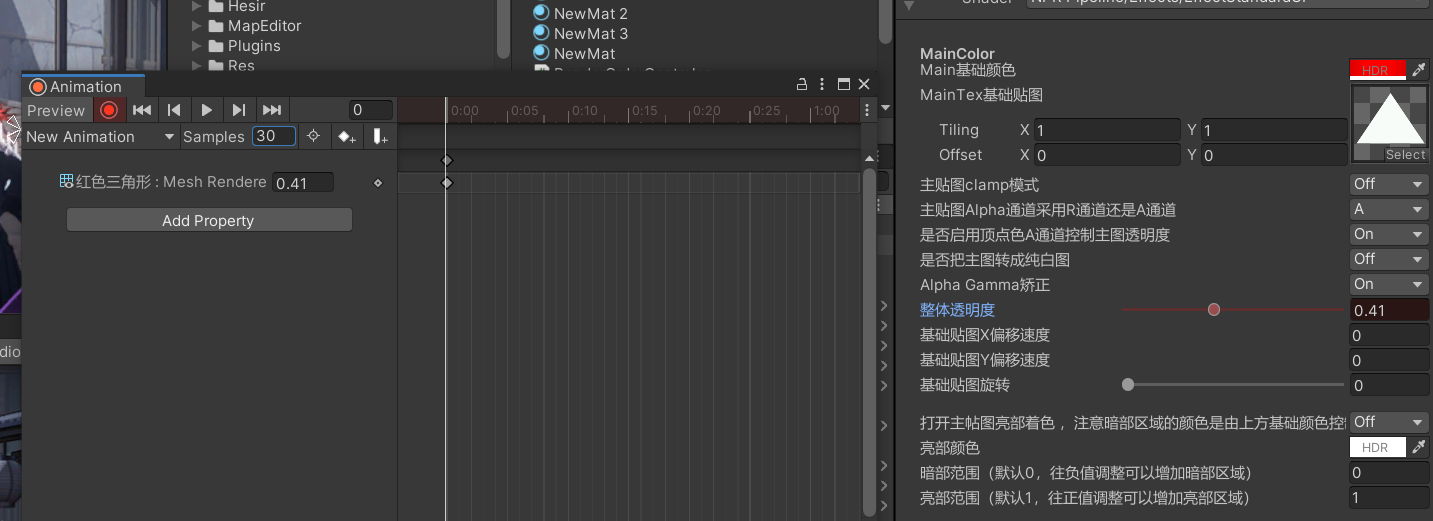 Hesir
MapEditor
Plugins
Res
NewMat 2
NewMat 3
NewMat
Animation
Preview
0
0:00
0:05
0:10
0:15
0:20
0:25
1:00
New Animation
Samples
30
红色三角形 : Mesh Rendere
0.41
Add Property
MainColor
Main基础颜色
HDR
MainTex基础贴图
Tiling X 1 Y 1
Offset X 0 Y 0
Select
主贴图clamp模式
Off
主贴图Alpha通道采用R通道还是A通道
A
是否启用顶点色A通道控制主图透明度
On
是否把主图转成纯白图
Off
Alpha Gamma矫正
On
整体透明度
0.41
基础贴图X偏移速度
0
基础贴图Y偏移速度
0
基础贴图旋转
0
打开主帖图亮部着色，注意暗部区域的颜色是由上方基础颜色控
Off
亮部颜色
HDR
暗部范围（默认0，往负值调整可以增加暗部区域）
0
亮部范围（默认1，往正值调整可以增加亮部区域）
1